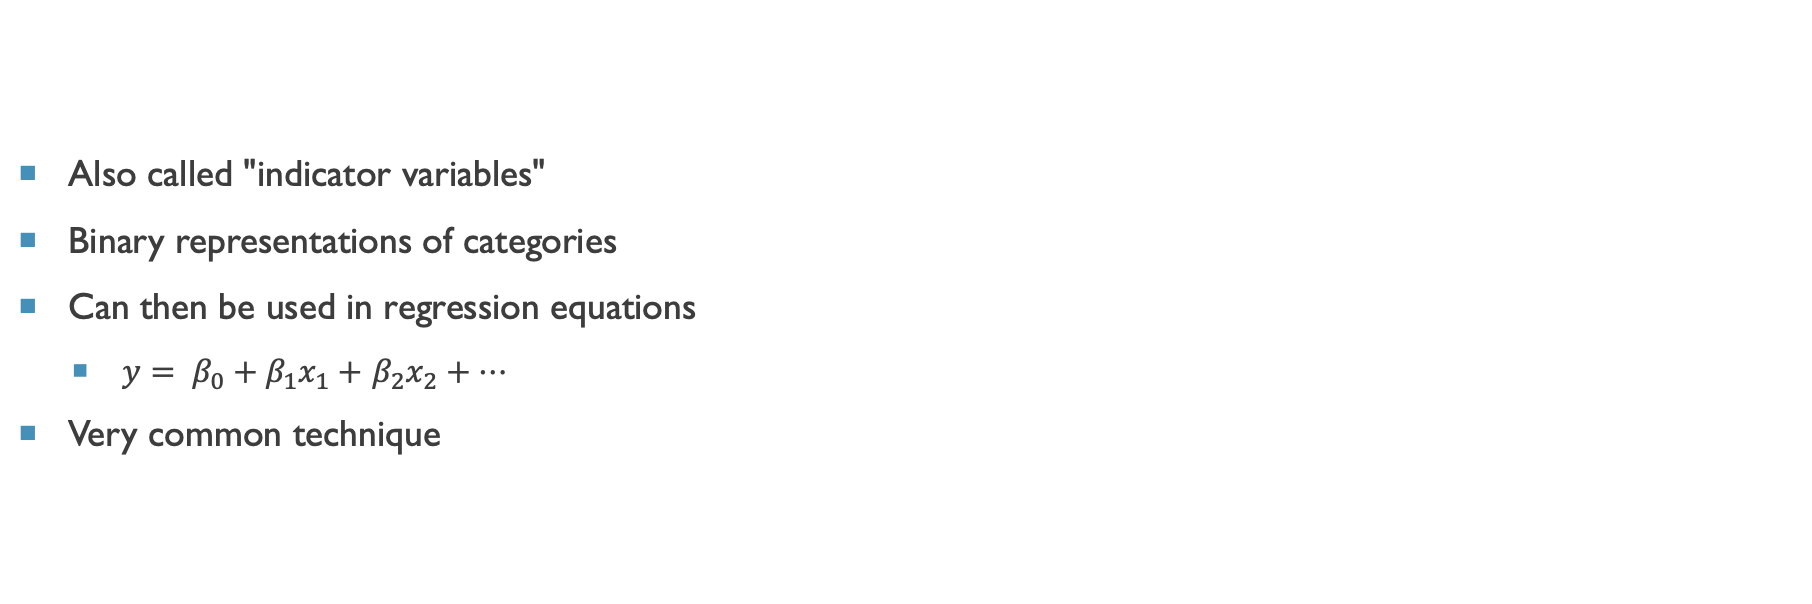 Also called "indicator variables"
Binary representations of categories
Can then be used in regression equations
y = β₀ + β₁x₁ + β₂x₂ + ⋯
Very common technique